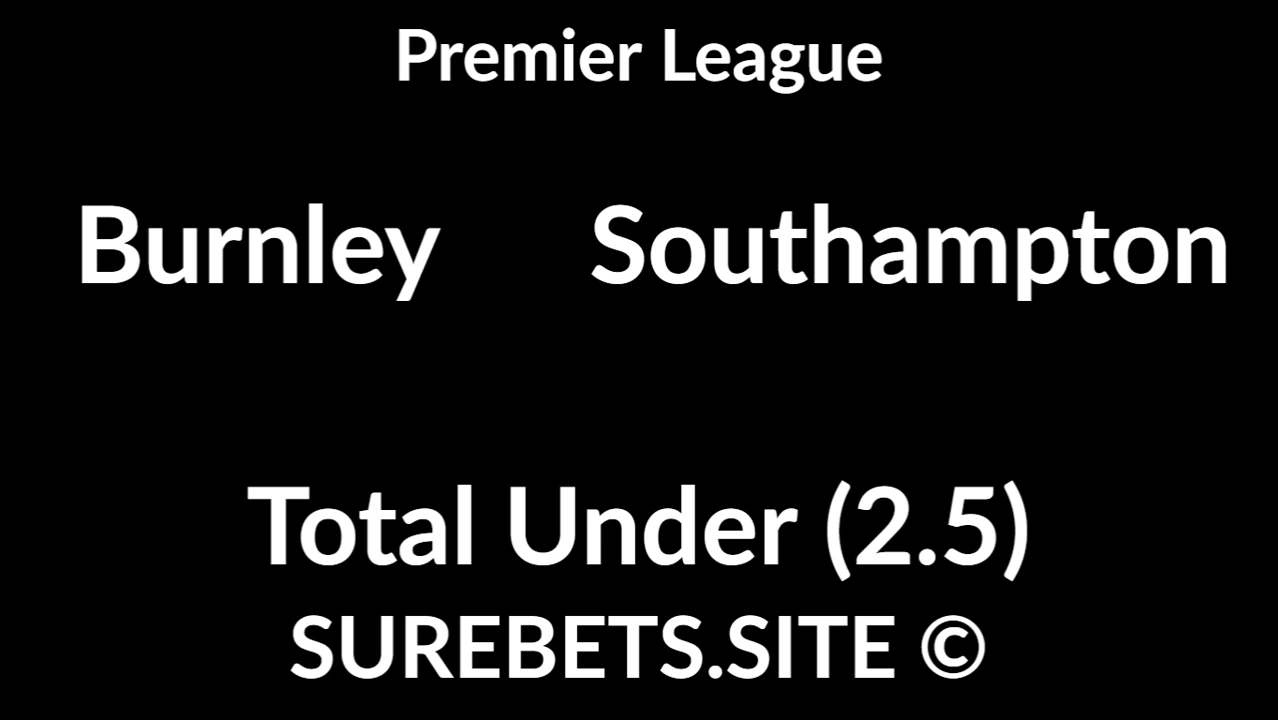 Premier League
Burnley Southampton
Total Under (2.5)
SUREBETS.SITE ©